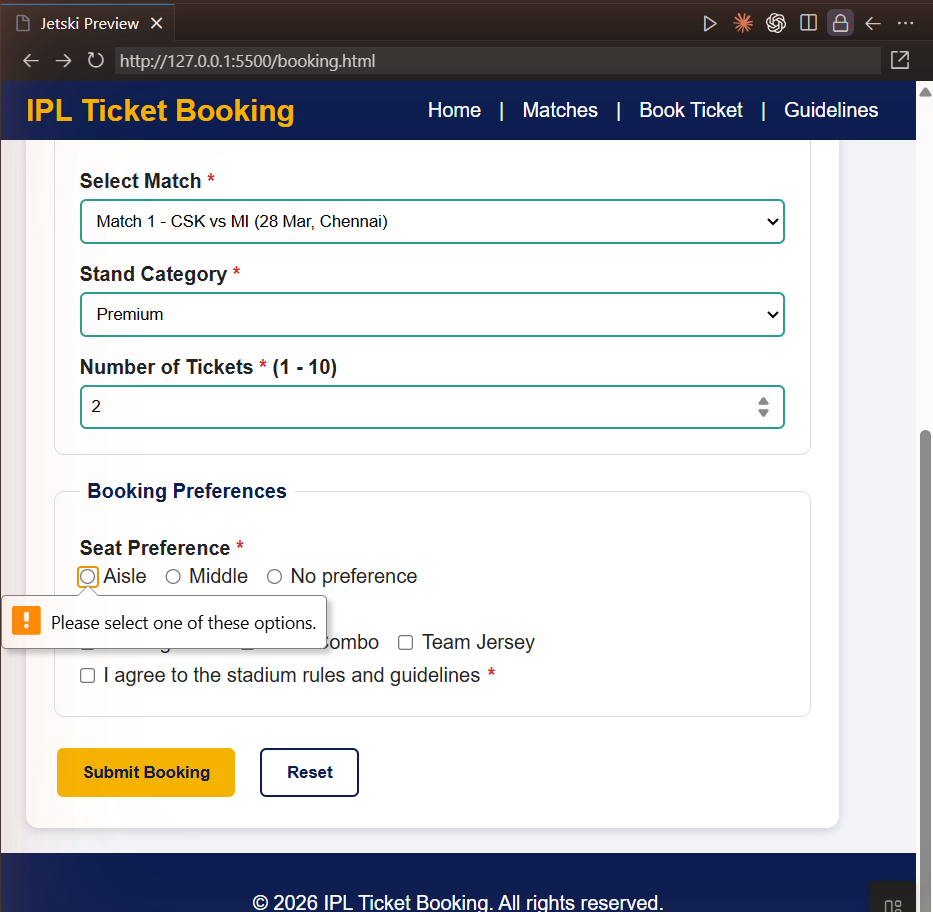 Jetski Preview
http://127.0.0.1:5500/booking.html
IPL Ticket Booking
Home | Matches | Book Ticket | Guidelines
Select Match *
Match 1 - CSK vs MI (28 Mar, Chennai)
Stand Category *
Premium
Number of Tickets * (1 - 10)
2
Booking Preferences
Seat Preference *
Aisle Middle No preference
Please select one of these options.
Team Jersey
I agree to the stadium rules and guidelines *
Submit Booking Reset
© 2026 IPL Ticket Booking. All rights reserved.